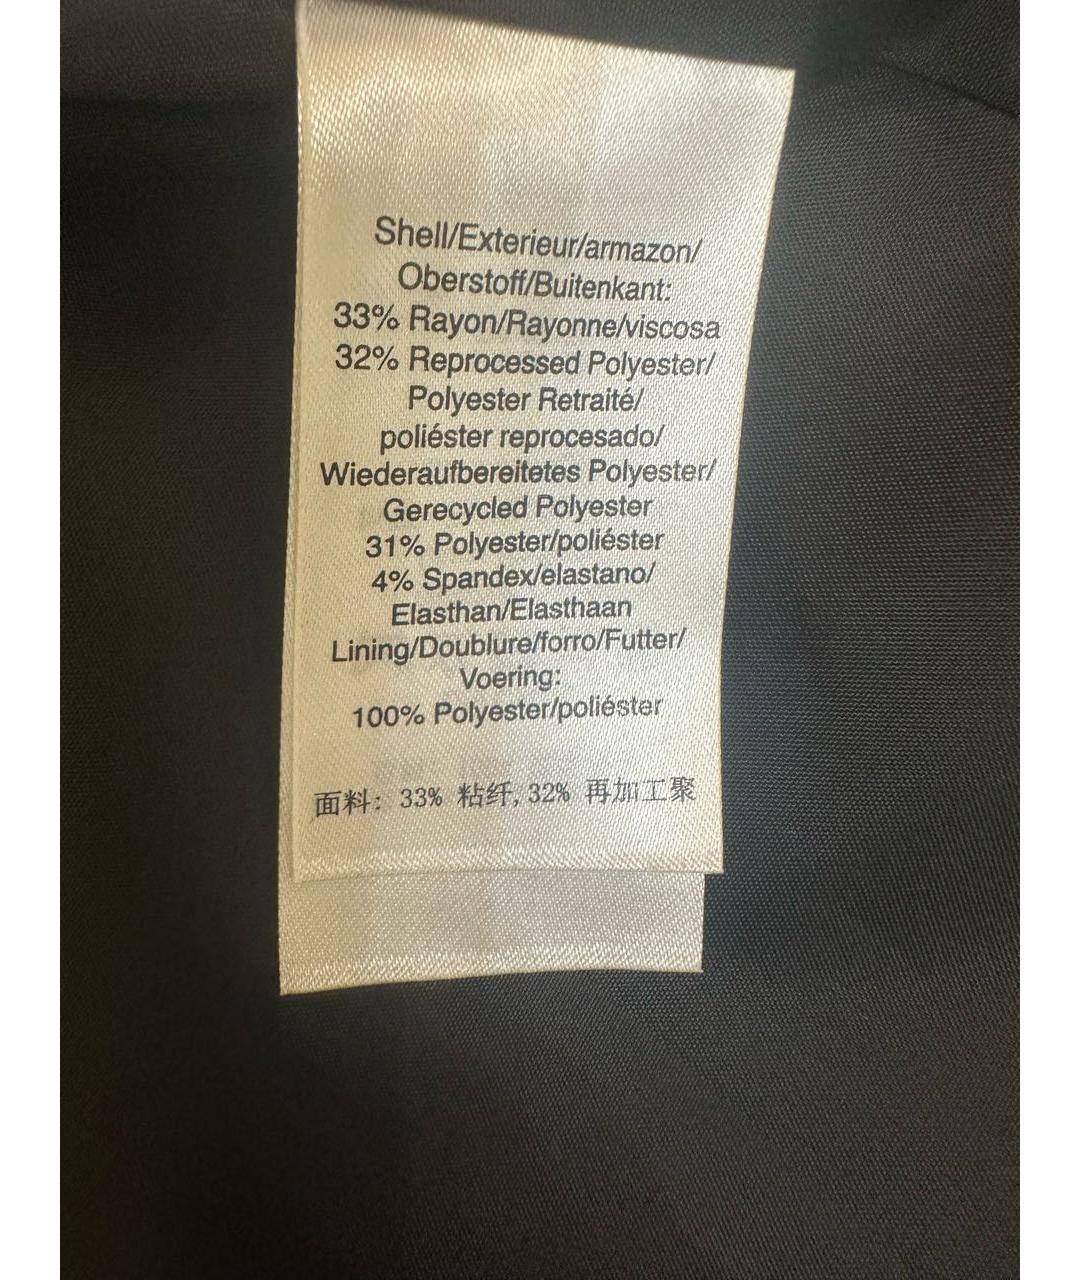 Shell/Exterieur/armazon/
Oberstoff/Buitenkant:
33% Rayon/Rayonne/viscosa
32% Reprocessed Polyester/
Polyester Retraité/
poliéster reprocesado/
Wiederaufbereitetes Polyester/
Gerecycled Polyester
31% Polyester/poliéster
4% Spandex/elastano/
Elasthan/Elasthaan
Lining/Doublure/forro/Futter/
Voering:
100% Polyester/poliéster
面料: 33% 粘纤, 32% 再加工聚